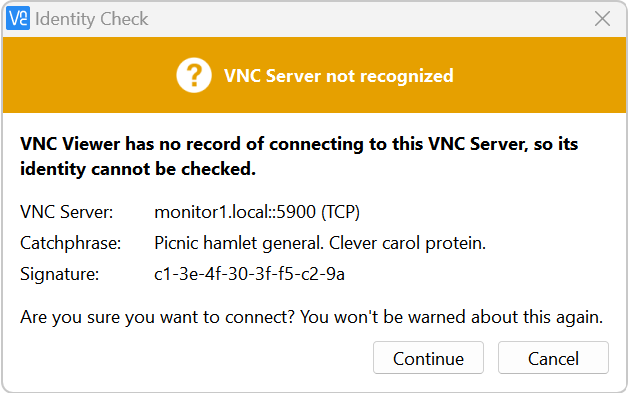 V2 Identity Check
? VNC Server not recognized
VNC Viewer has no record of connecting to this VNC Server, so its
identity cannot be checked.
VNC Server: monitor1.local::5900 (TCP)
Catchphrase: Picnic hamlet general. Clever carol protein.
Signature: c1-3e-4f-30-3f-f5-c2-9a
Are you sure you want to connect? You won't be warned about this again.
Continue Cancel